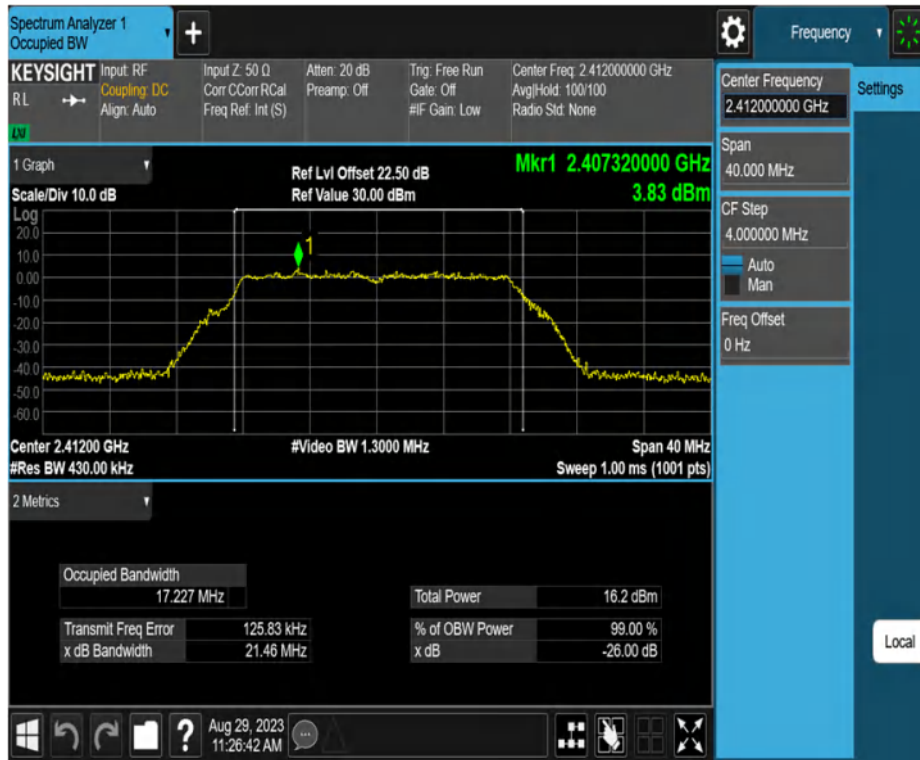 Spectrum Analyzer 1
Occupied BW
+
Frequency
KEYSIGHT
RL
LXI
Input: RF
Coupling: DC
Align: Auto
Input Z: 50 Ω
Corr CCorr RCal
Freq Ref: Int (S)
Atten: 20 dB
Preamp: Off
Trig: Free Run
Gate: Off
#IF Gain: Low
Center Freq: 2.412000000 GHz
Avg|Hold: 100/100
Radio Std: None
Center Frequency
2.412000000 GHz
Settings
Span
40.000 MHz
CF Step
4.000000 MHz
Auto
Man
Freq Offset
0 Hz
1 Graph
Scale/Div 10.0 dB
Ref Lvl Offset 22.50 dB
Ref Value 30.00 dBm
Mkr1 2.407320000 GHz
3.83 dBm
Log
20.0
10.0
0.00
-10.0
-20.0
-30.0
-40.0
-50.0
-60.0
1
Center 2.41200 GHz
#Video BW 1.3000 MHz
Span 40 MHz
#Res BW 430.00 kHz
Sweep 1.00 ms (1001 pts)
2 Metrics
Occupied Bandwidth
17.227 MHz
Total Power 16.2 dBm
Transmit Freq Error 125.83 kHz
% of OBW Power 99.00 %
x dB Bandwidth 21.46 MHz
x dB -26.00 dB
Local
?
Aug 29, 2023
11:26:42 AM